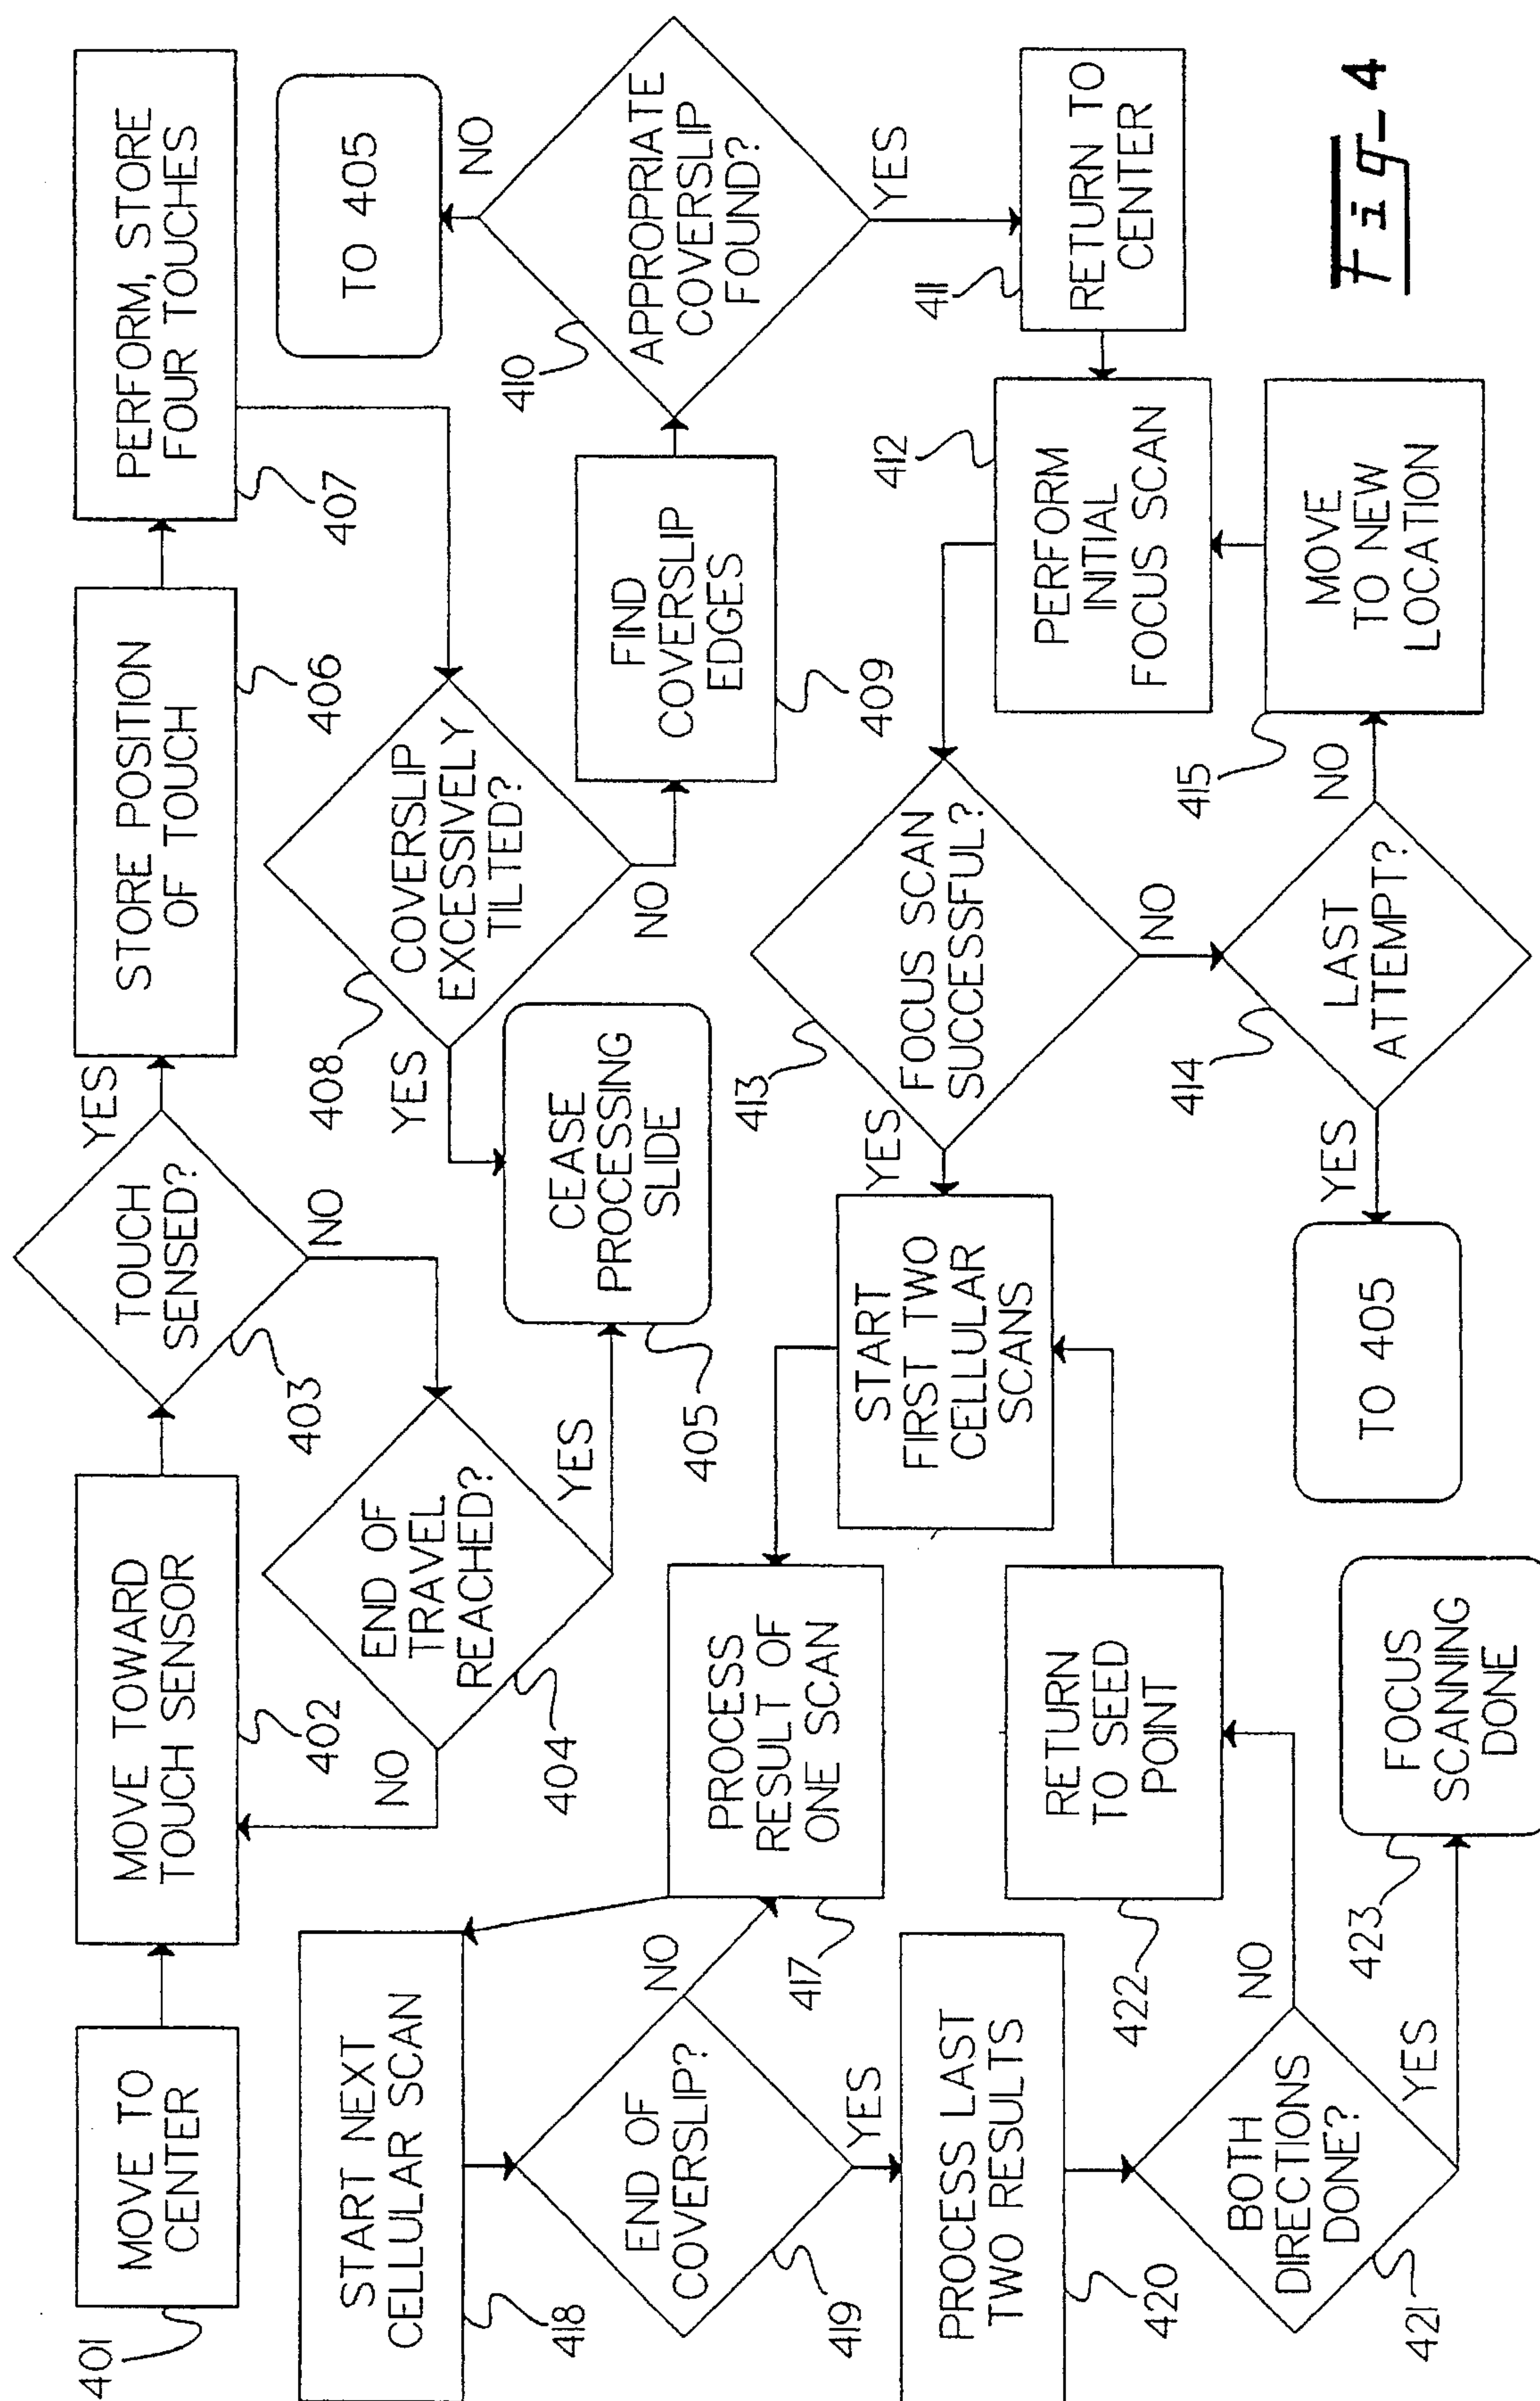 MOVE TO
CENTER
401
MOVE TOWARD
TOUCH SENSOR
402
TOUCH
SENSED?
403
YES
NO
STORE POSITION
OF TOUCH
406
PERFORM, STORE
FOUR TOUCHES
407
END OF
TRAVEL
REACHED?
404
NO
YES
CEASE
PROCESSING
SLIDE
405
COVERSLIP
EXCESSIVELY
TILTED?
408
YES
NO
FIND
COVERSLIP
EDGES
409
APPROPRIATE
COVERSLIP
FOUND?
410
NO
YES
TO 405
RETURN TO
CENTER
411
PERFORM
INITIAL
FOCUS SCAN
412
FOCUS SCAN
SUCCESSFUL?
413
YES
NO
LAST
ATTEMPT?
414
YES
NO
TO 405
MOVE
TO NEW
LOCATION
415
START
FIRST TWO
CELLULAR
SCANS
PROCESS
RESULT OF
ONE SCAN
417
START NEXT
CELLULAR SCAN
418
END OF
COVERSLIP?
419
NO
YES
PROCESS LAST
TWO RESULTS
420
BOTH
DIRECTIONS
DONE?
421
NO
YES
RETURN
TO SEED
POINT
422
FOCUS
SCANNING
DONE
423
Fig-4